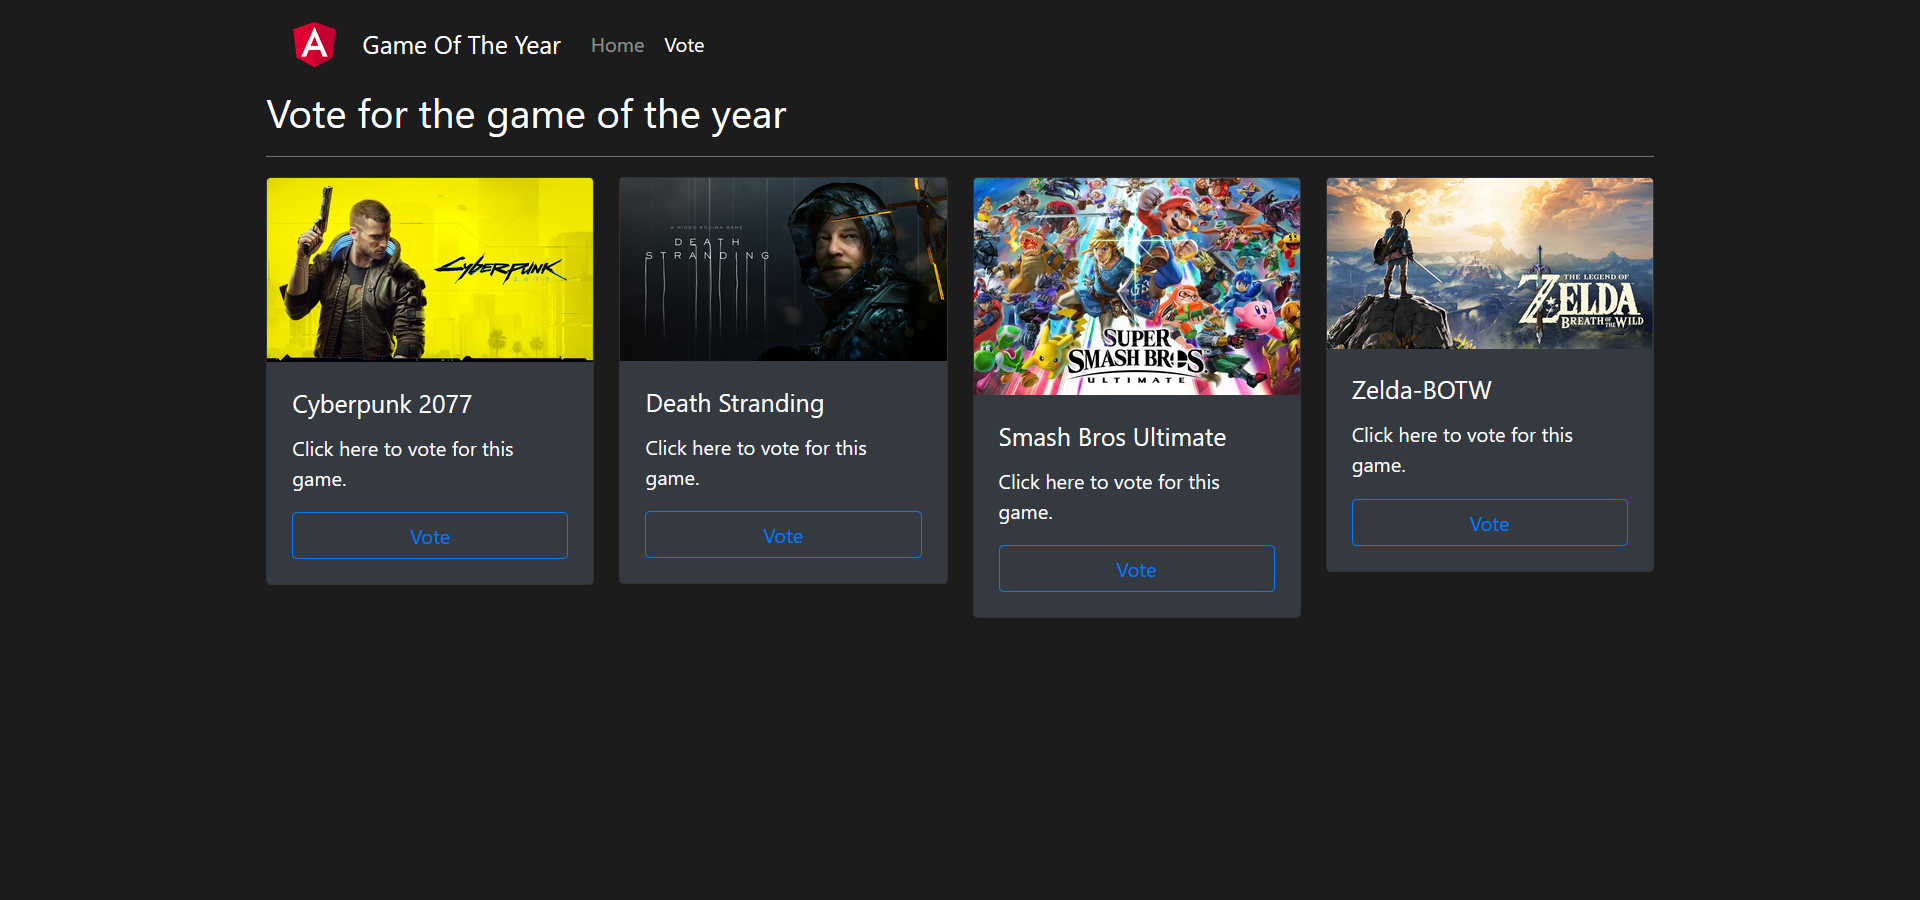 A
Game Of The Year Home Vote
Vote for the game of the year
CYBERPUNK
A HIDEO KOJIMA GAME
DEATH
STRANDING
SUPER
SMASH BROS.
ULTIMATE
THE LEGEND OF
ZELDA
BREATH OF THE WILD
Cyberpunk 2077
Click here to vote for this
game.
Vote
Death Stranding
Click here to vote for this
game.
Vote
Smash Bros Ultimate
Click here to vote for this
game.
Vote
Zelda-BOTW
Click here to vote for this
game.
Vote